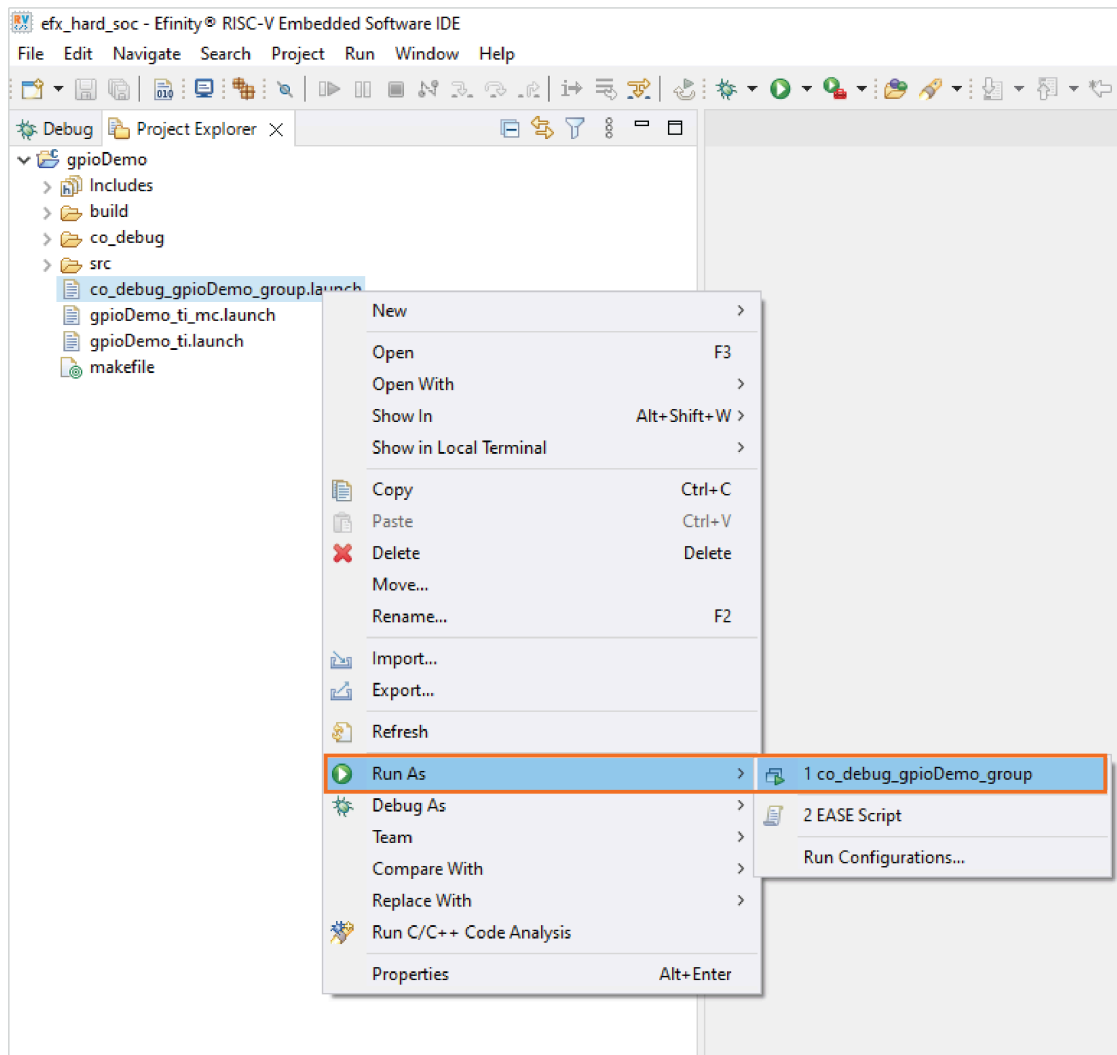 efx_hard_soc - Efinity® RISC-V Embedded Software IDE
File Edit Navigate Search Project Run Window Help
Debug Project Explorer
gpioDemo
Includes
build
co_debug
src
co_debug_gpioDemo_group.launch
gpioDemo_ti_mc.launch
gpioDemo_ti.launch
makefile
New
Open F3
Open With
Show In Alt+Shift+W
Show in Local Terminal
Copy Ctrl+C
Paste Ctrl+V
Delete Delete
Move...
Rename... F2
Import...
Export...
Refresh
Run As
1 co_debug_gpioDemo_group
Debug As
2 EASE Script
Team
Run Configurations...
Compare With
Replace With
Run C/C++ Code Analysis
Properties Alt+Enter